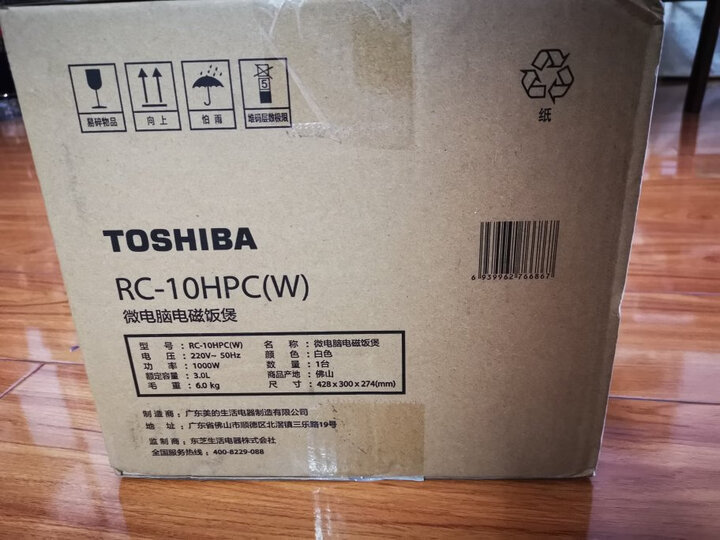 5
易碎物品 向上 怕雨 堆码层数极限
纸
TOSHIBA
6 939962 766867
RC-10HPC(W)
微电脑电磁饭煲
型号: RC-10HPC(W) 名称: 微电脑电磁饭煲
电压: 220V~ 50Hz 颜色: 白色
功率: 1000W 数量: 1台
额定容量: 3.0L 商品产地: 佛山
毛重: 6.0 kg 尺寸: 428 x 300 x 274(mm)
制造商: 广东美的生活电器制造有限公司
地址: 广东省佛山市顺德区北滘镇三乐路19号
监制商: 东芝生活电器株式会社
全国服务热线: 400-8229-088